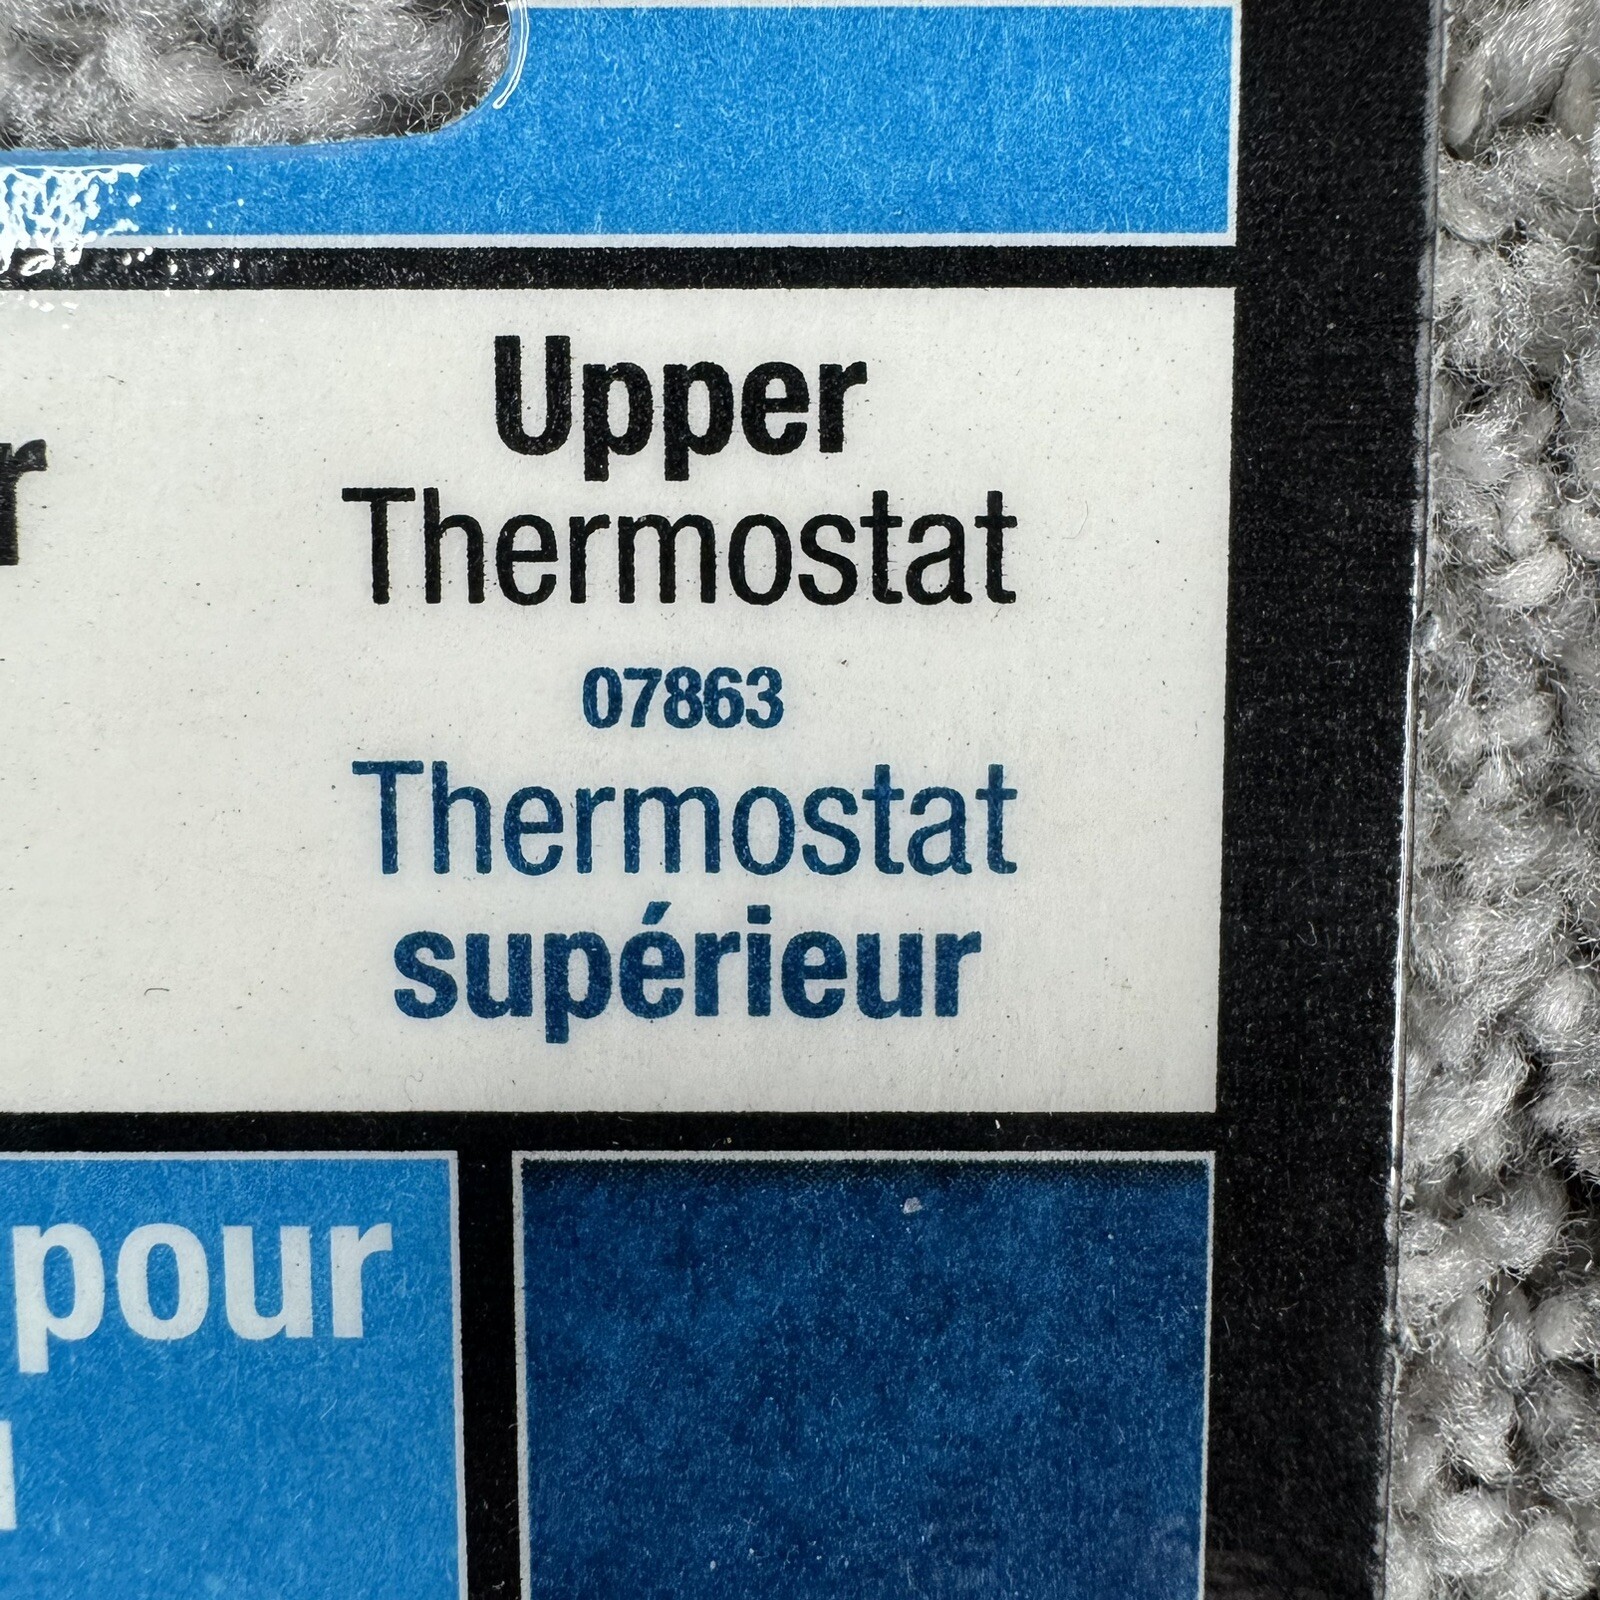 Upper
Thermostat
07863
Thermostat
supérieur
pour